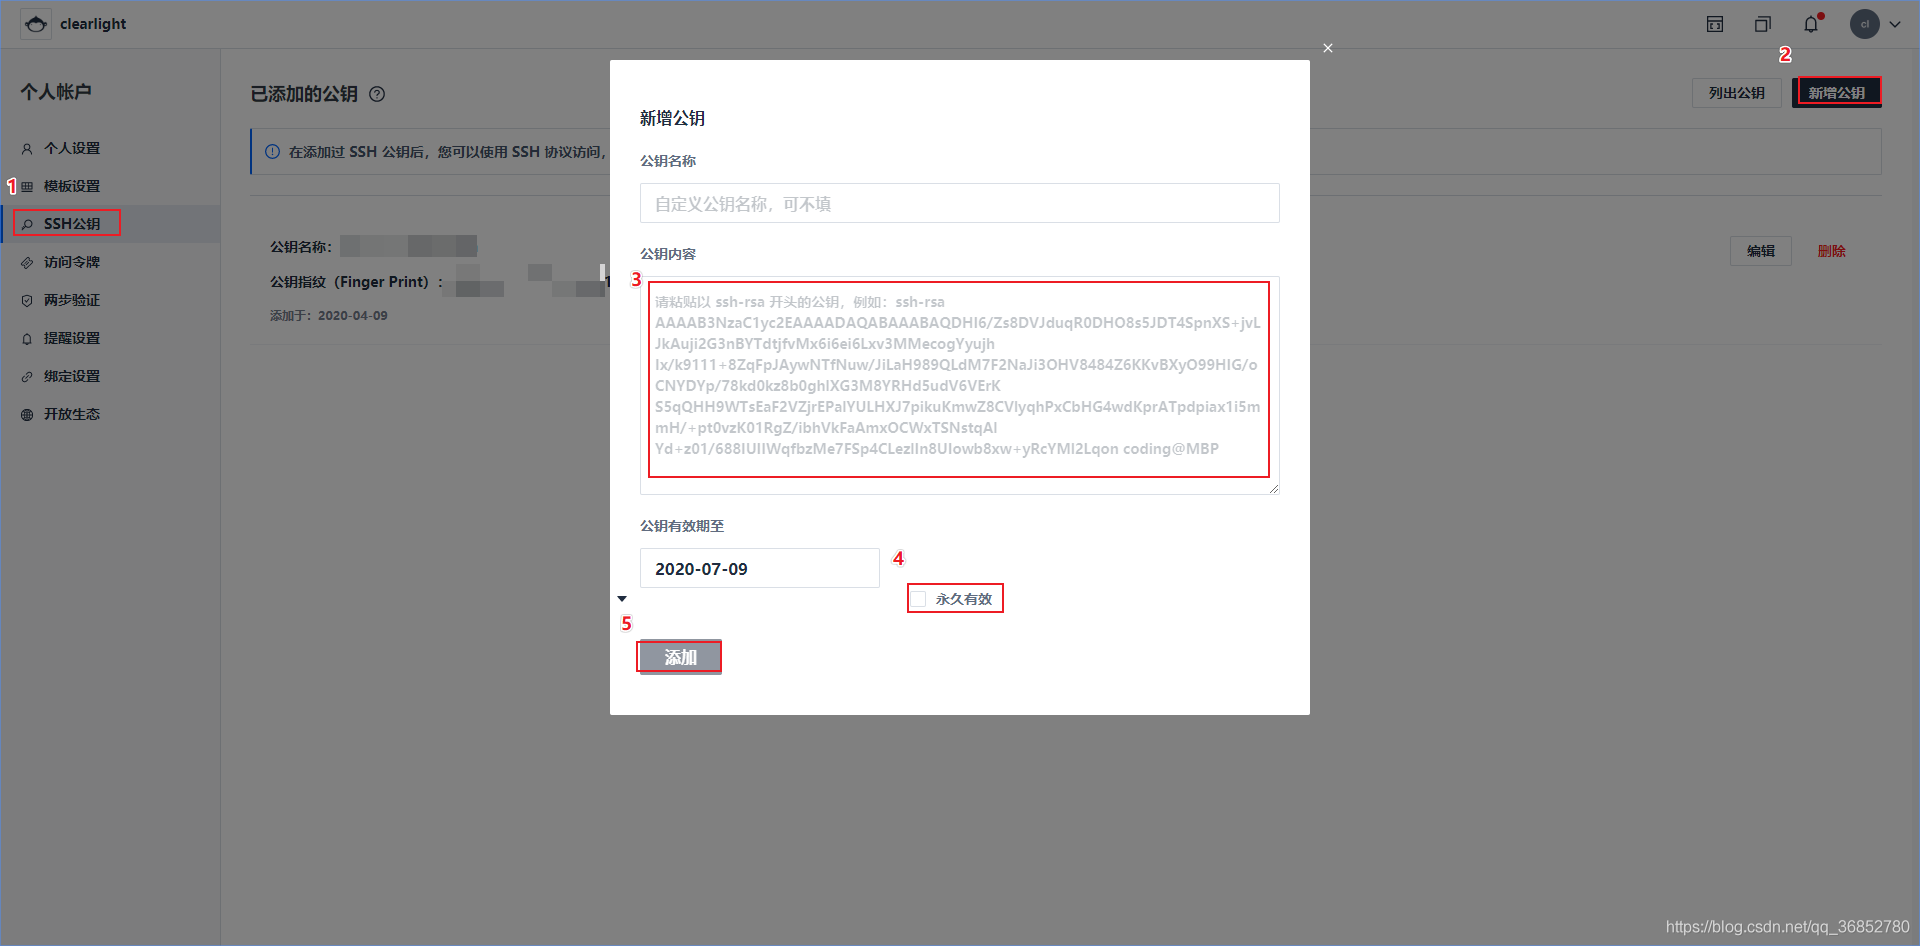 clearlight
cl
2
个人帐户
已添加的公钥
列出公钥
新增公钥
新增公钥
在添加过 SSH 公钥后，您可以使用 SSH 协议访问，
个人设置
1
模板设置
SSH公钥
访问令牌
两步验证
提醒设置
绑定设置
开放生态
公钥名称：
公钥指纹（Finger Print）：
添加于：2020-04-09
编辑
删除
公钥名称
自定义公钥名称，可不填
公钥内容
3
请粘贴以 ssh-rsa 开头的公钥，例如：ssh-rsa
AAAAB3NzaC1yc2EAAAADAQABAAABAQDHI6/Zs8DVJduqR0DHO8s5JDT4SpnXS+jvL
JkAuji2G3nBYTdtjfvMx6i6ei6Lxv3MMecogYyujh
Ix/k9111+8ZqFpJAywNTfNuw/JiLaH989QLdM7F2NaJi3OHV8484Z6KKvBXyO99HIG/o
CNYDYp/78kd0kz8b0ghIXG3M8YRHd5udV6VErK
S5qQHH9WTsEaF2VZjrEPaIYULHXJ7pikuKmwZ8CVIyqhPxCbHG4wdKprATpdpiax1i5m
mH/+pt0vzK01RgZ/ibhVkFaAmxOCWxTSNstqAI
Yd+z01/688IUIIWqfbzMe7FSp4CLezIIn8UIowb8xw+yRcYMI2Lqon coding@MBP
公钥有效期至
2020-07-09
4
永久有效
5
添加
https://blog.csdn.net/qq_36852780